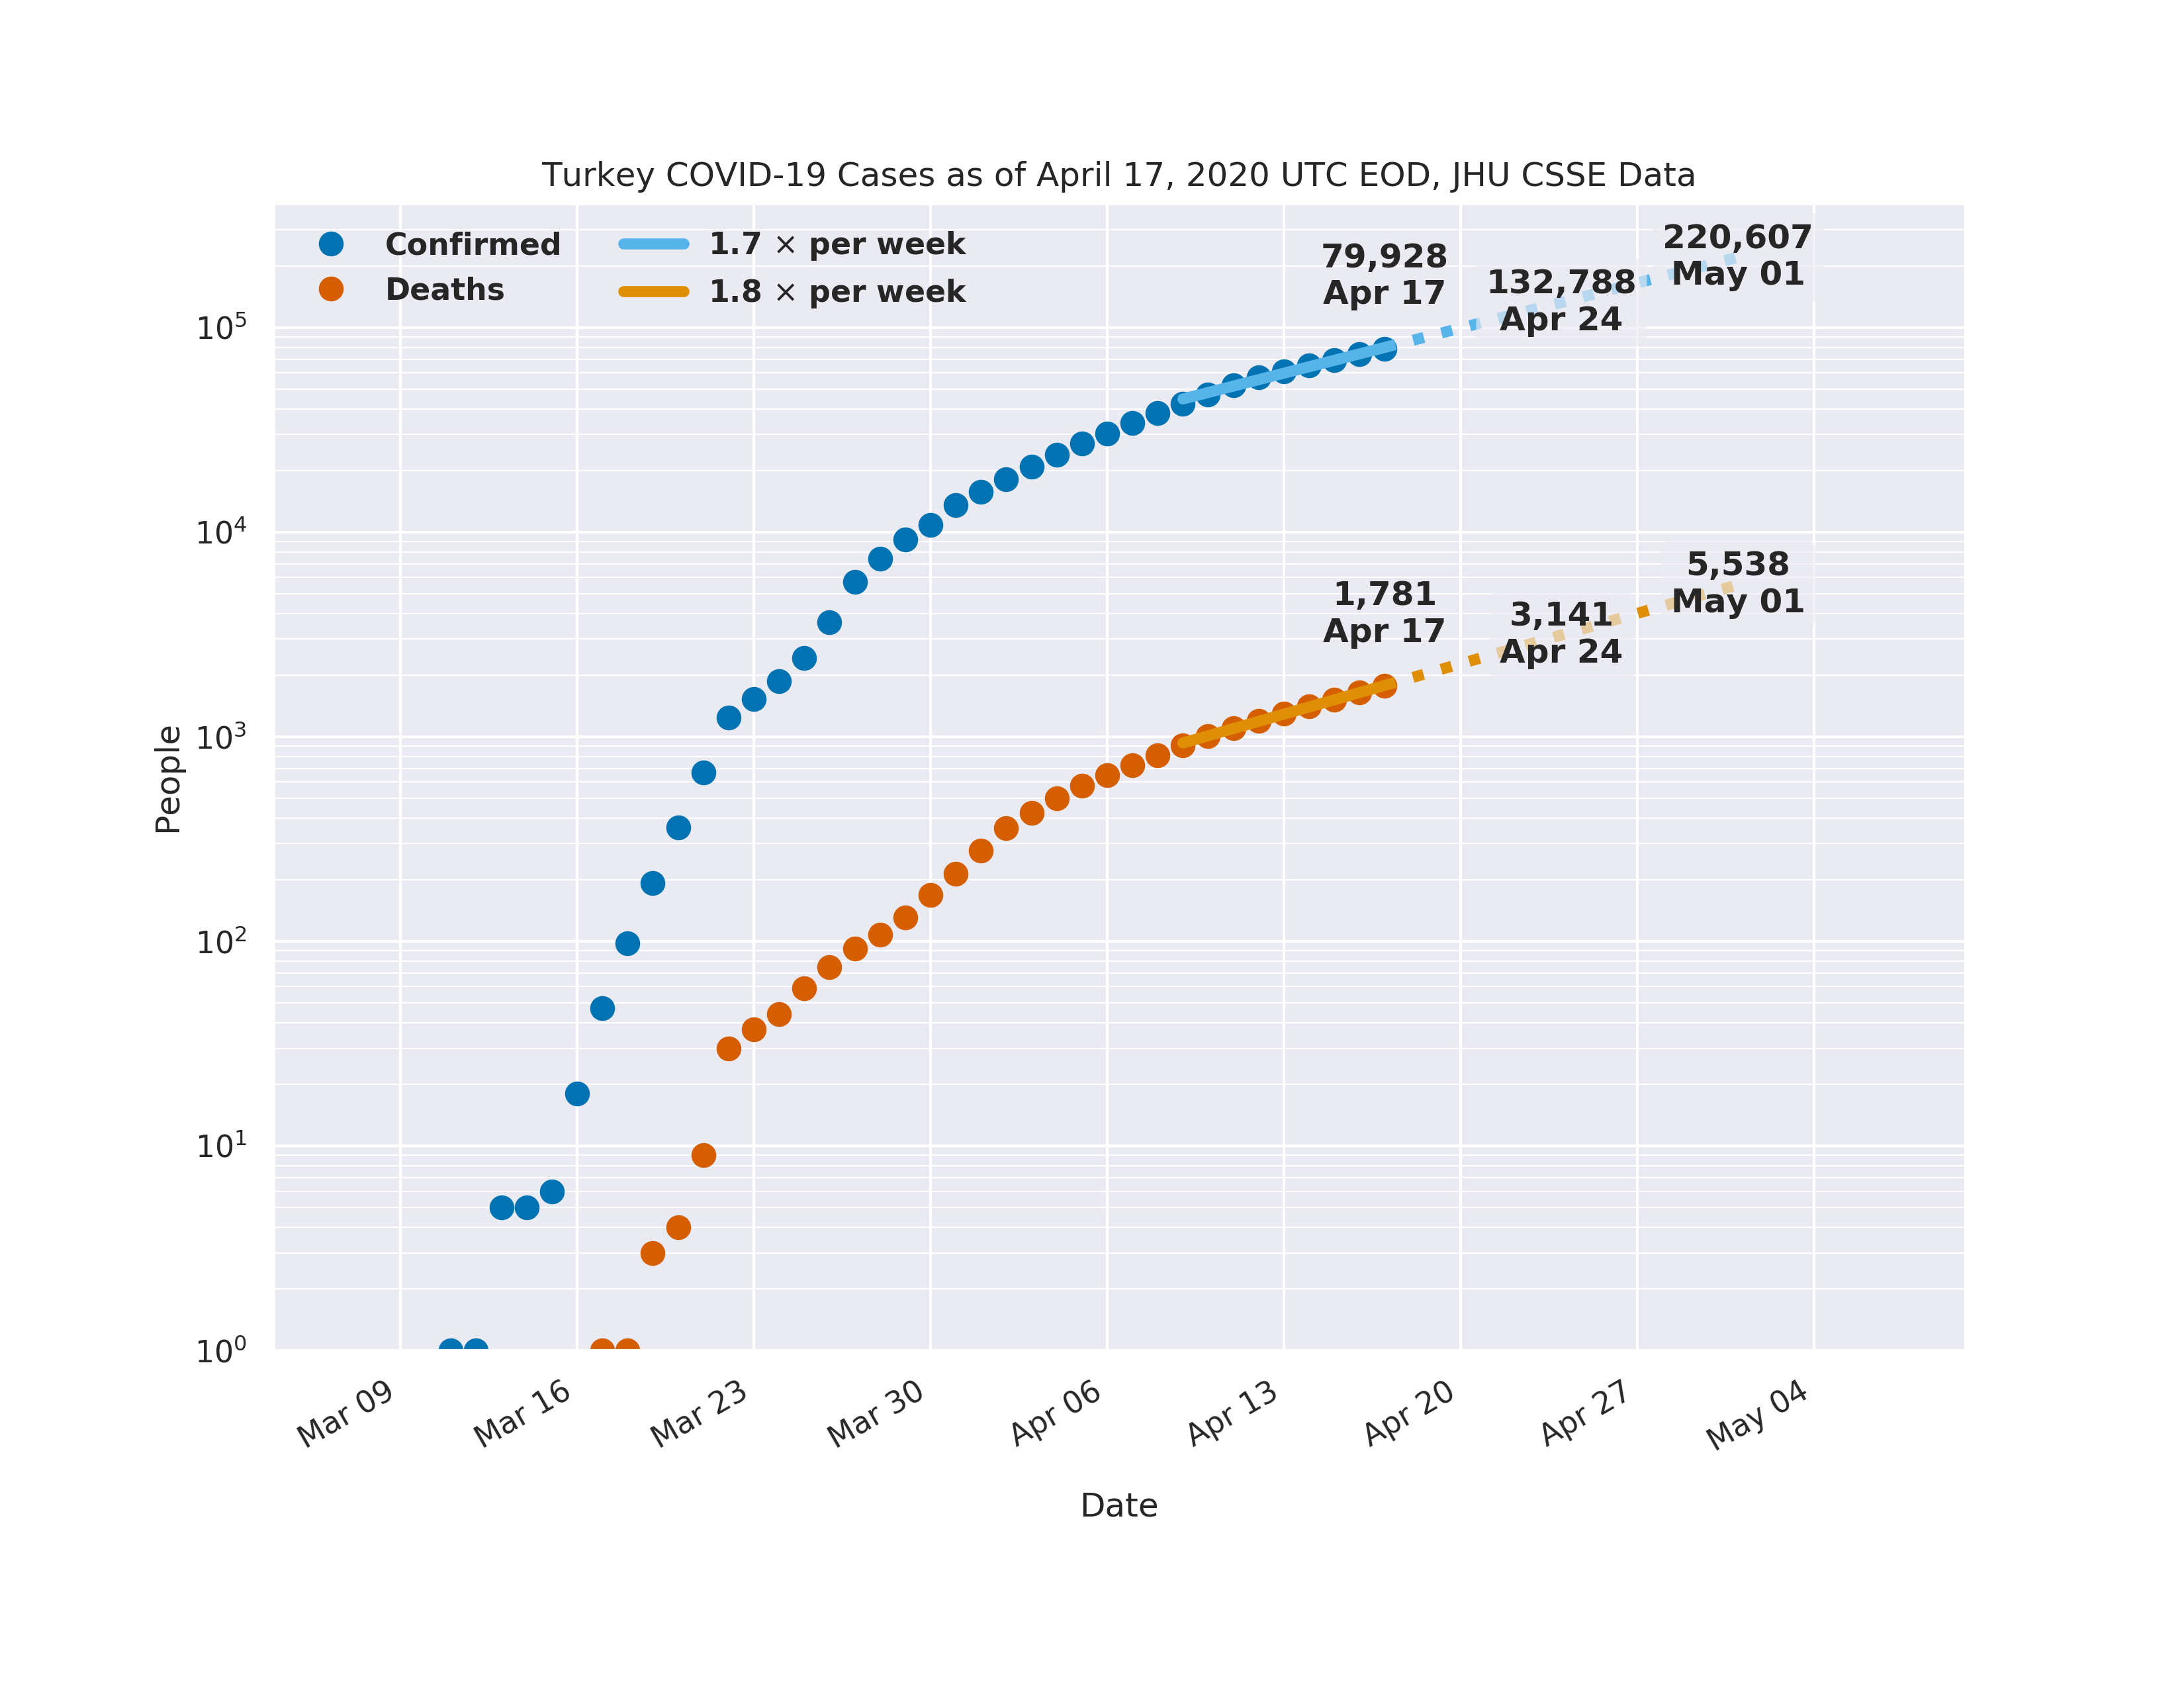 Turkey COVID-19 Cases as of April 17, 2020 UTC EOD, JHU CSSE Data
Confirmed
Deaths
1.7 × per week
1.8 × per week
79,928
Apr 17
132,788
Apr 24
220,607
May 01
1,781
Apr 17
3,141
Apr 24
5,538
May 01
People
10⁵
10⁴
10³
10²
10¹
10⁰
Mar 09
Mar 16
Mar 23
Mar 30
Apr 06
Apr 13
Apr 20
Apr 27
May 04
Date